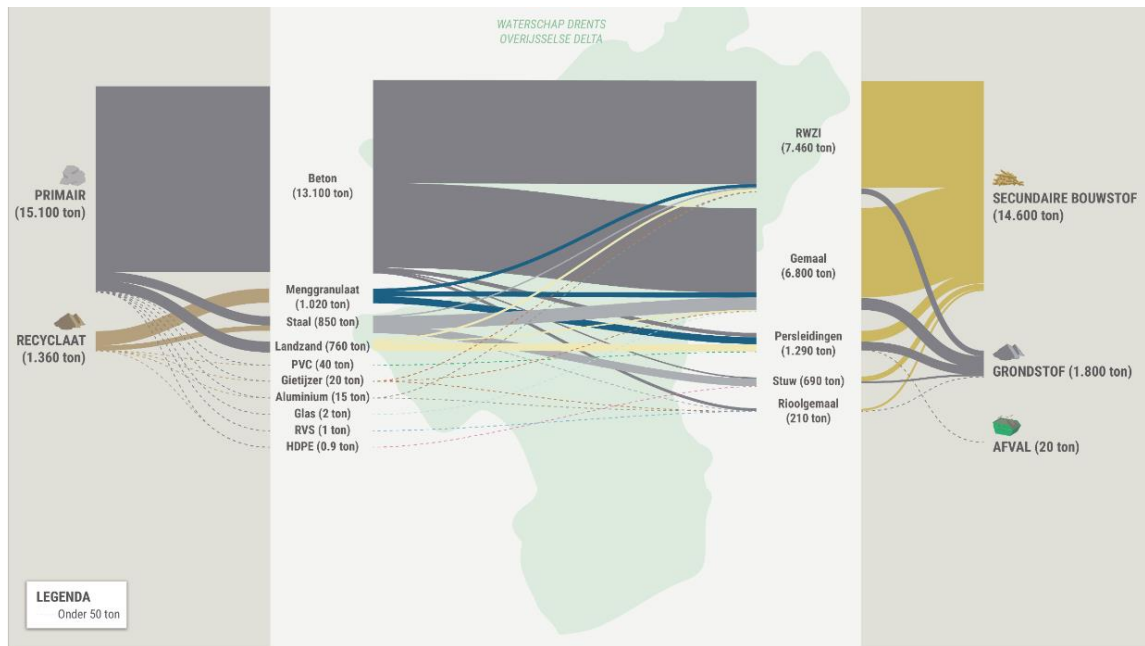 WATERSCHAP DRENTS
OVERIJSSELSE DELTA
PRIMAIR
(15.100 ton)
RECYCLAAT
(1.360 ton)
Beton
(13.100 ton)
Menggranulaat
(1.020 ton)
Staal (850 ton)
Landzand (760 ton)
PVC (40 ton)
Gietijzer (20 ton)
Aluminium (15 ton)
Glas (2 ton)
RVS (1 ton)
HDPE (0.9 ton)
RWZI
(7.460 ton)
Gemaal
(6.800 ton)
Persleidingen
(1.290 ton)
Stuw (690 ton)
Rioolgemaal
(210 ton)
SECUNDAIRE BOUWSTOF
(14.600 ton)
GRONDSTOF (1.800 ton)
AFVAL (20 ton)
LEGENDA
Onder 50 ton